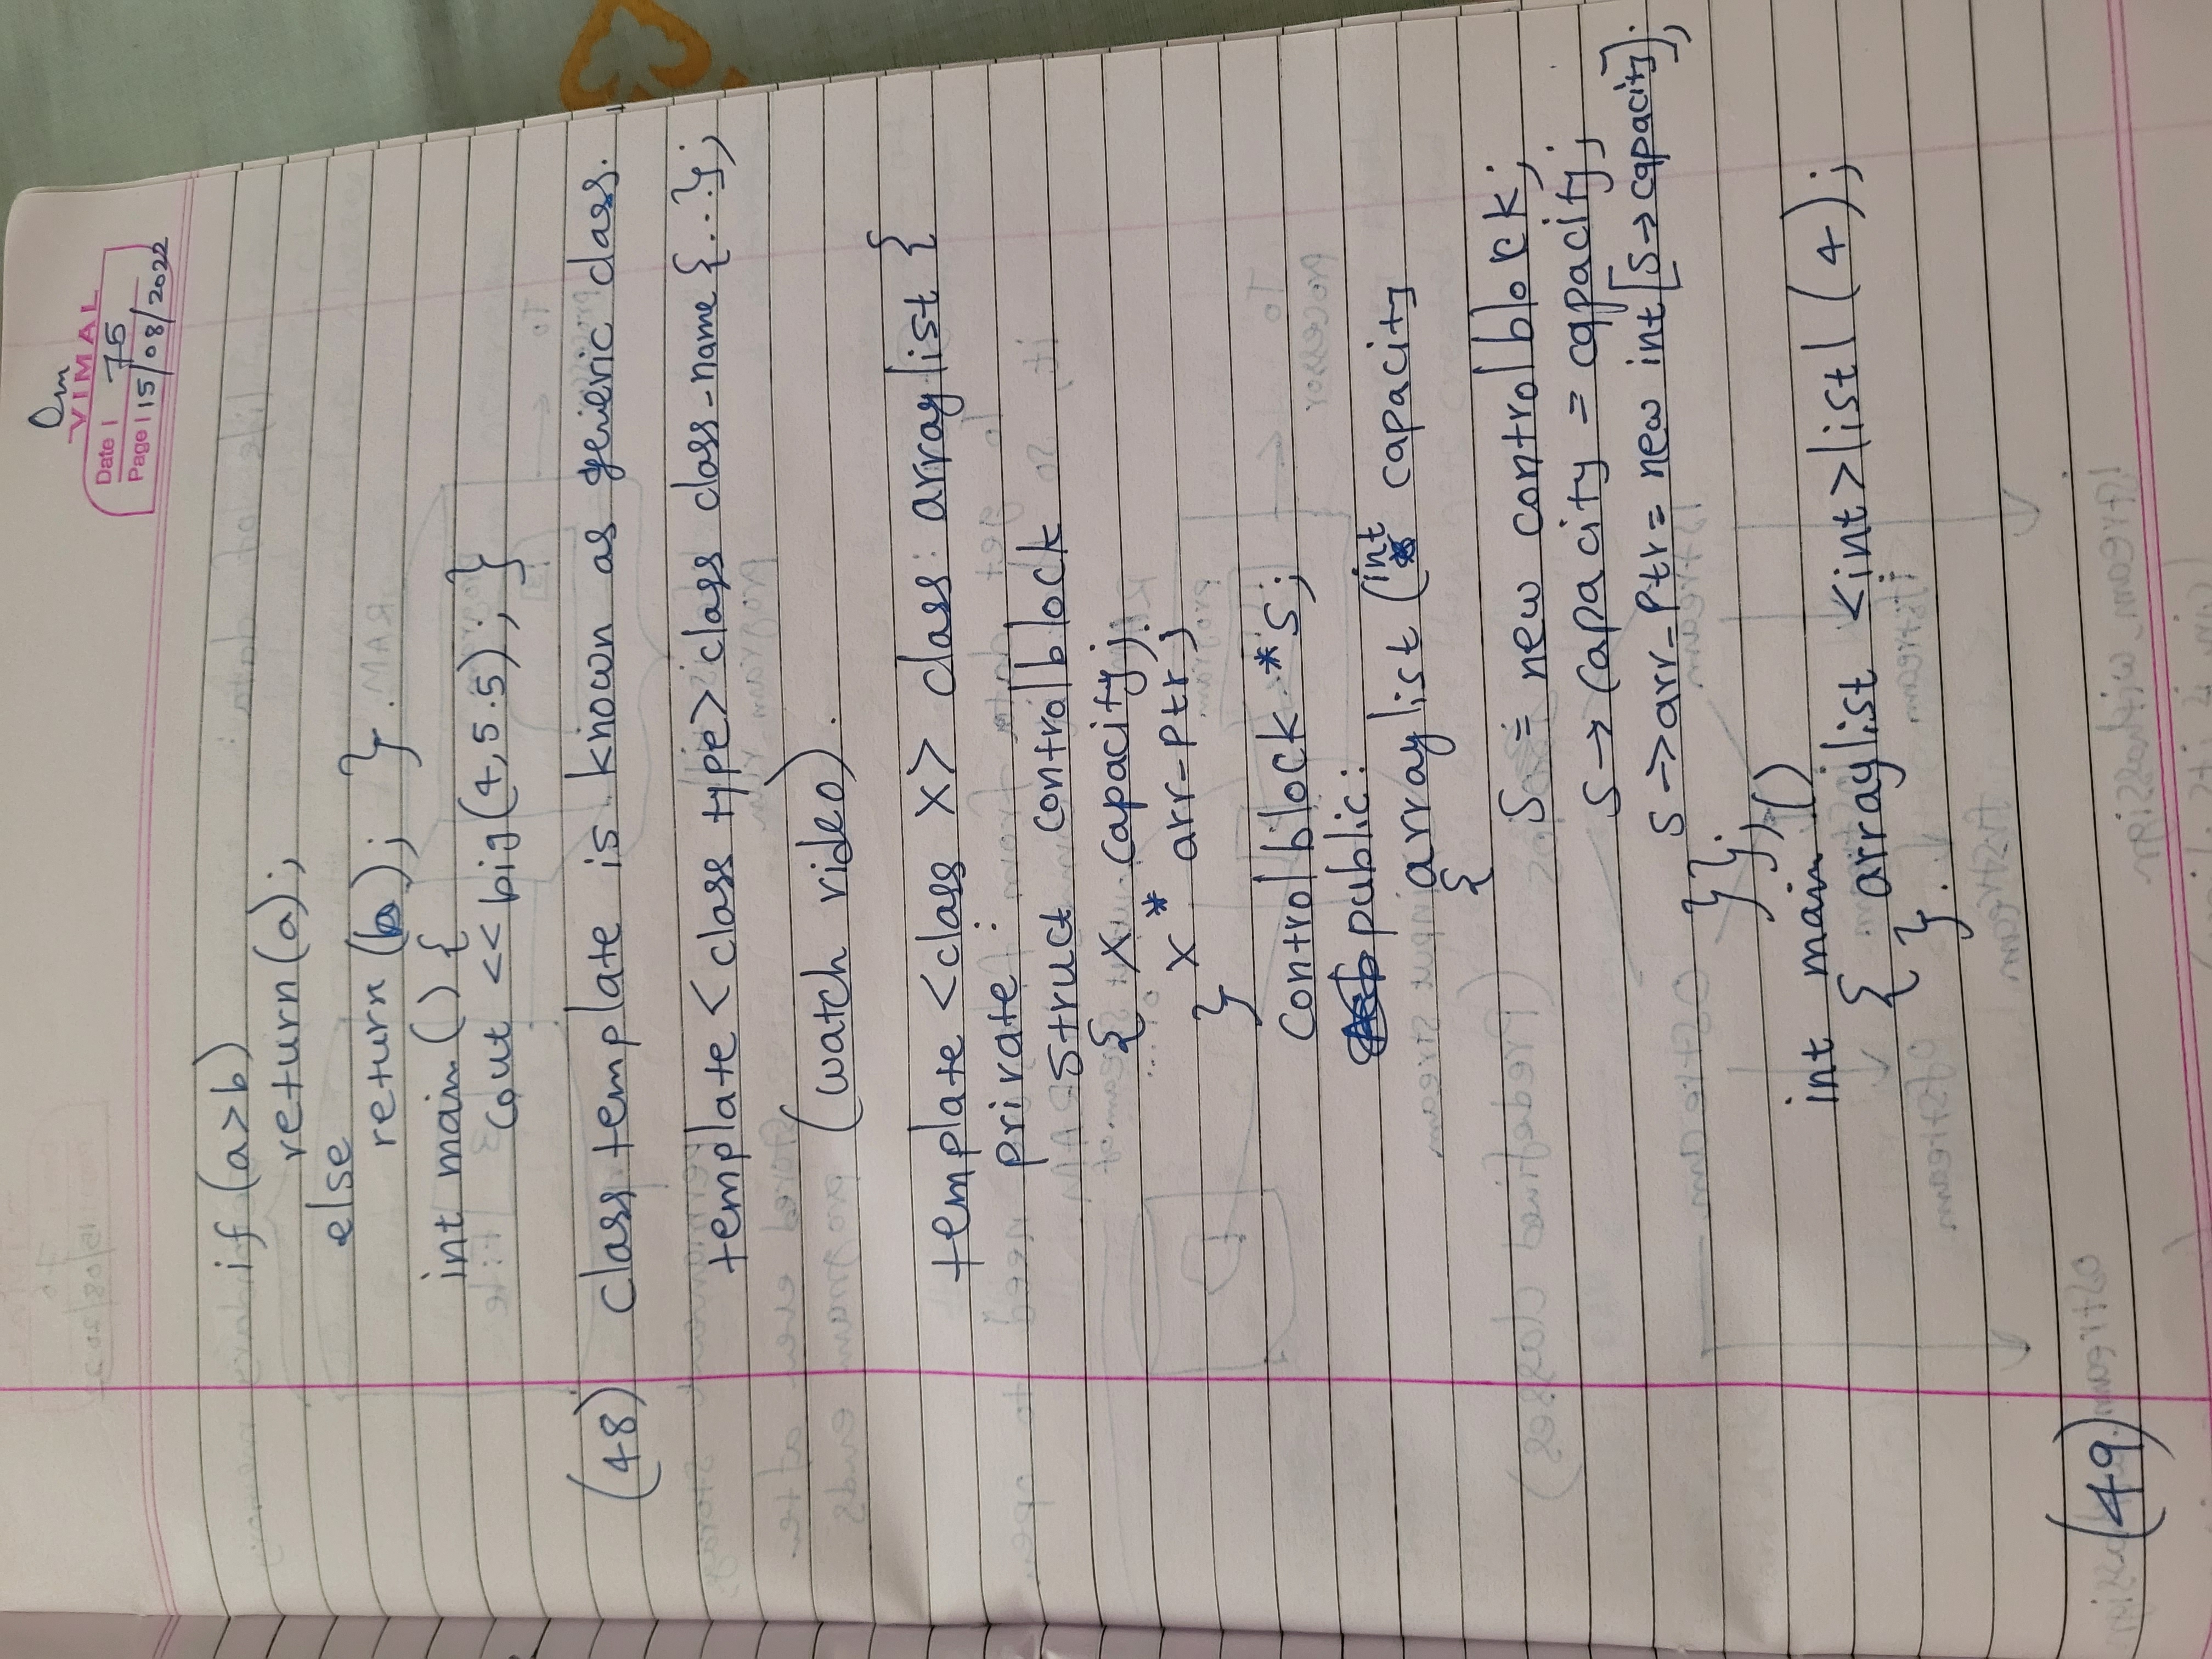 Om
VIMAL
Date | 75
Page | 15/08/2022
if (a>b)
return(a);
else
return (b); }.
int main() {
cout << big(4,5.5); }
(48) class template is known as generic class.
template <class type> class class-name {...};
(watch video).
template <class X> class arraylist {
private :
struct controlblock
{ X capacity;
X * arr-ptr;
}
controlblock *s;
public:
arraylist (int capacity
{
S = new controlblock;
S → capacity = capacity;
S → arr-ptr = new int [S→ capacity];
}};
int main ()
{ arraylist <int> list1 (4);
}.
(49)